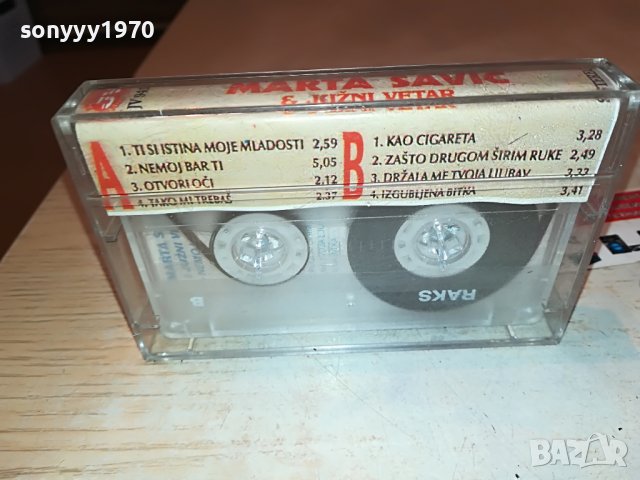 sonyyy1970
MARTA SAVIĆ
& JUŽNI VETAR
A
1. TI SI ISTINA MOJE MLADOSTI 2,59
2. NEMOJ BAR TI 5,05
3. OTVORI OČI 2,12
4. TAKO MI TREBAŠ 2,37
B
1. KAO CIGARETA 3,28
2. ZAŠTO DRUGOM ŠIRIM RUKE 2,49
3. DRŽALA ME TVOJA LJUBAV 3,33
4. IZGUBLJENA BITKA 3,41
MARTA S
& JUŽNI V
B
RAKS
BAZAR